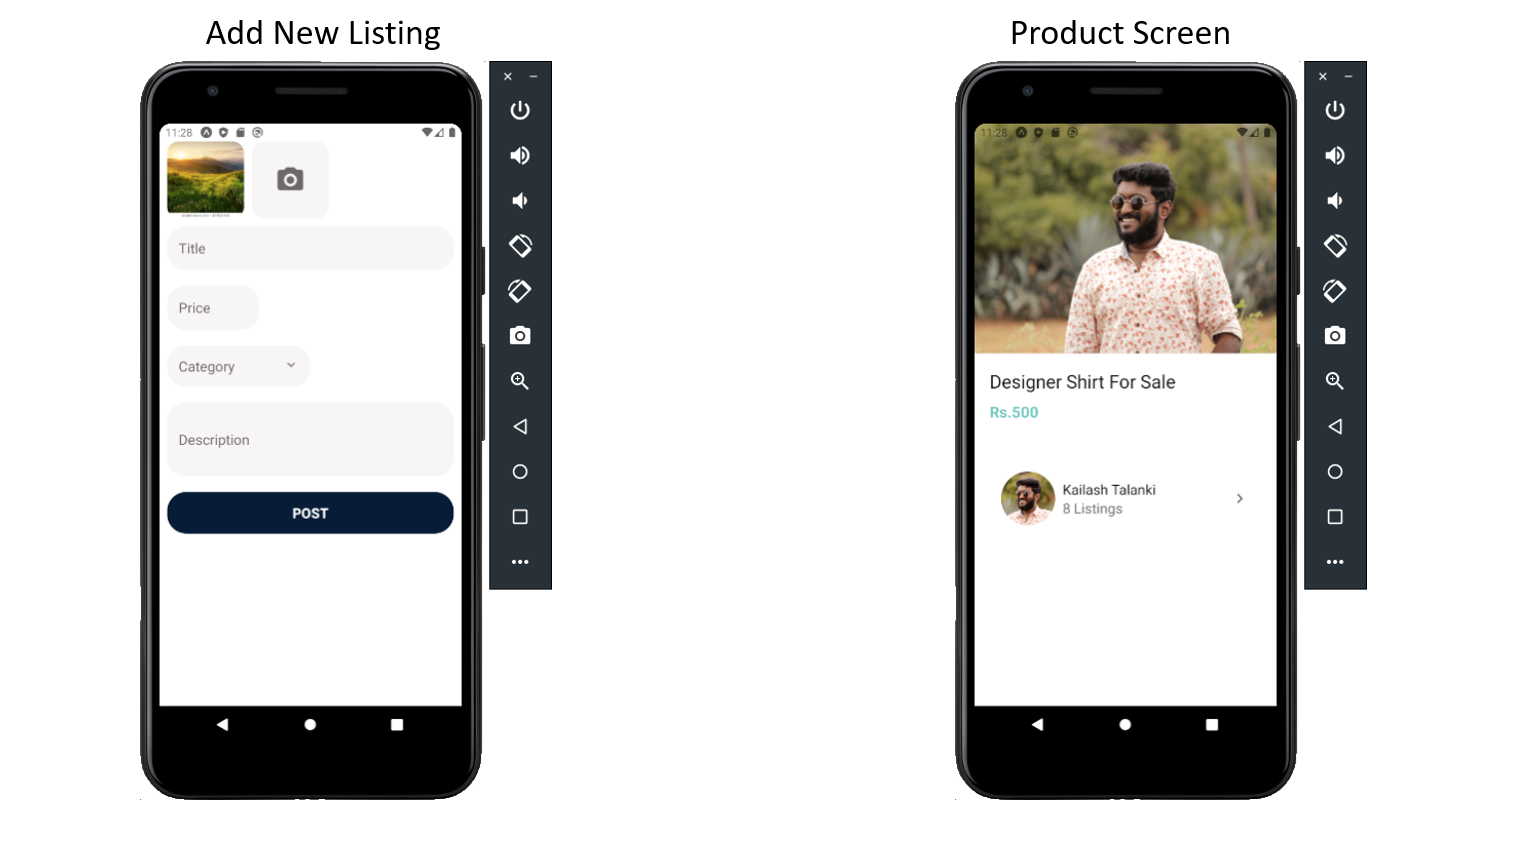 Add New Listing
11:28
Title
Price
Category
Description
POST
Product Screen
11:28
Designer Shirt For Sale
Rs.500
Kailash Talanki
8 Listings